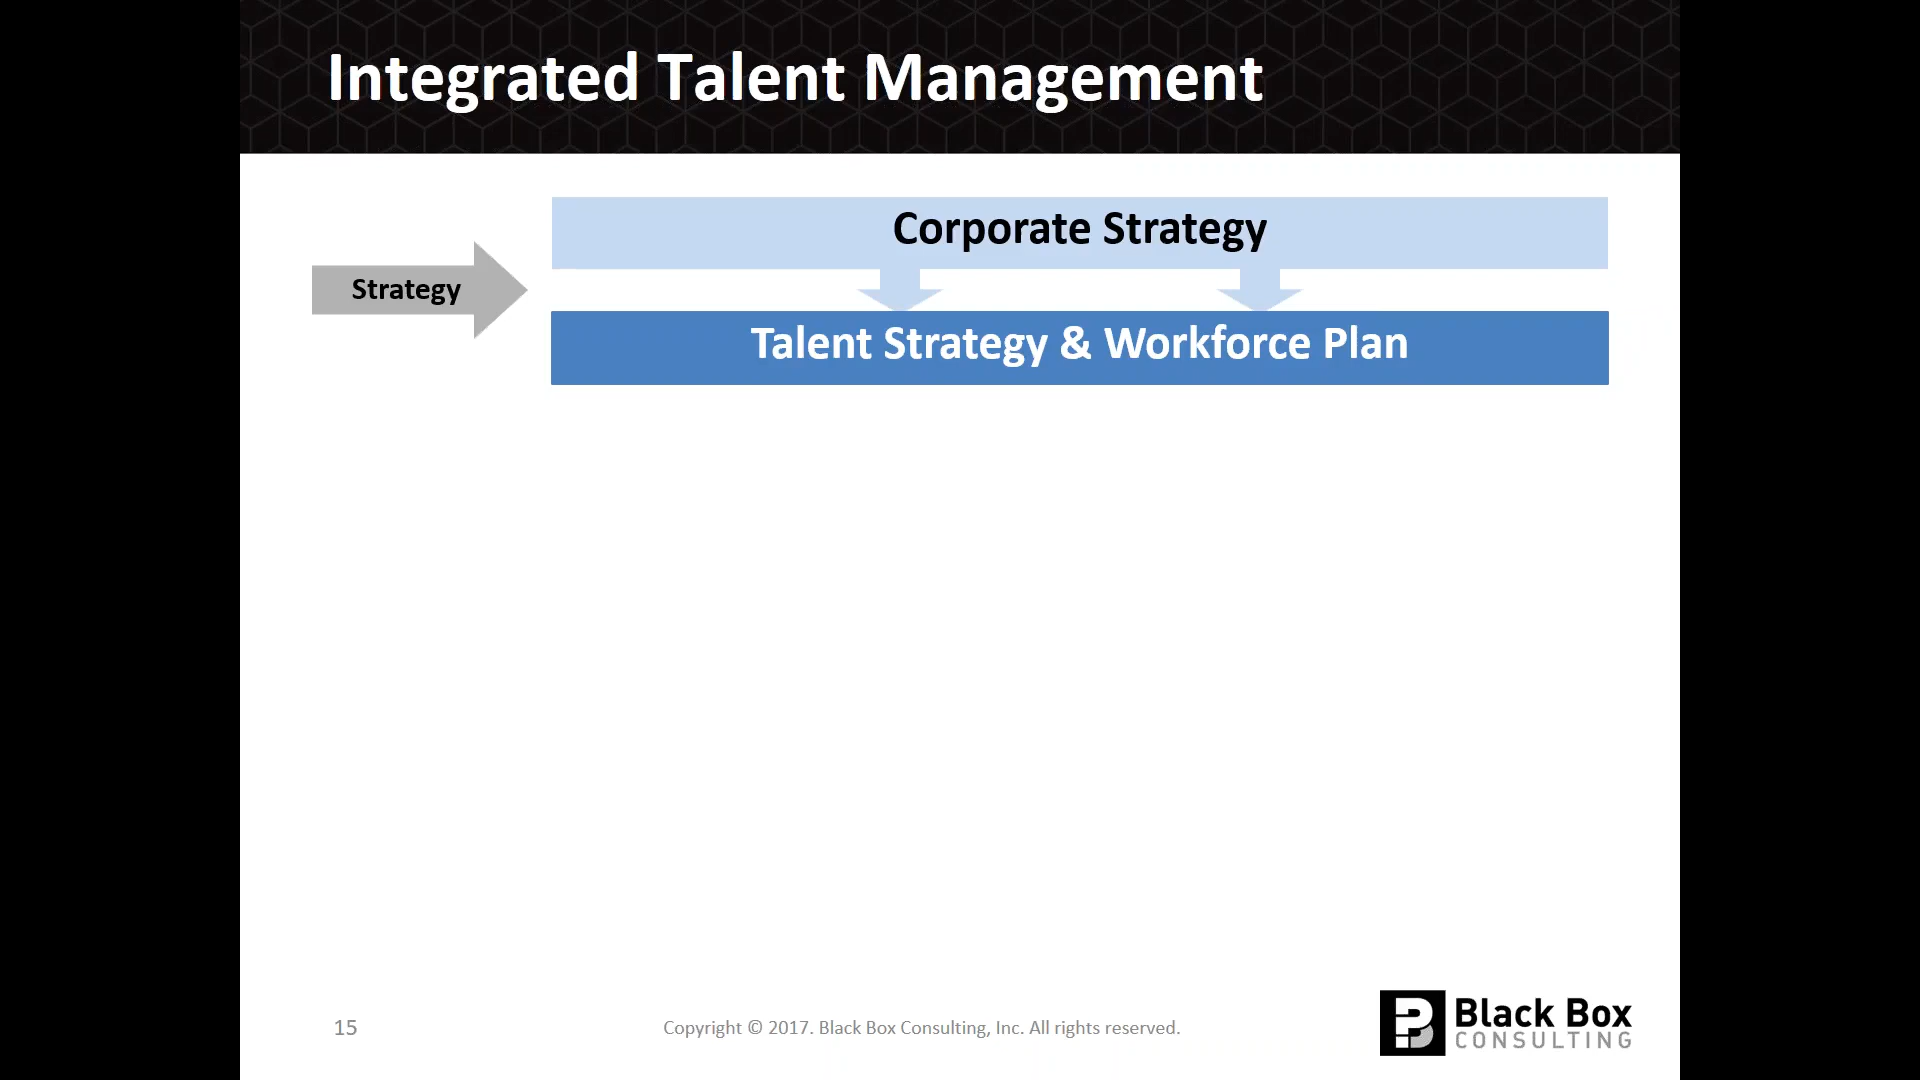 Integrated Talent Management
Corporate Strategy
Strategy
Talent Strategy & Workforce Plan
15
Copyright © 2017. Black Box Consulting, Inc. All rights reserved.
Black Box
CONSULTING